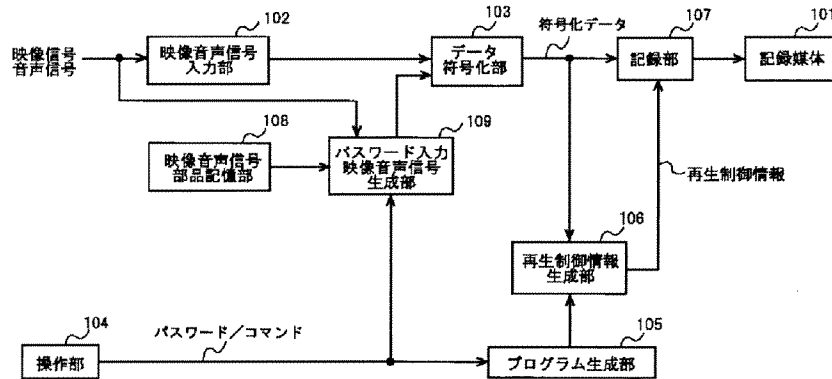 102
103
符号化データ
107
101
映像信号
音声信号
映像音声信号
入力部
データ
符号化部
記録部
記録媒体
108
109
映像音声信号
部品記憶部
パスワード入力
映像音声信号
生成部
再生制御情報
106
再生制御情報
生成部
104
パスワード/コマンド
105
操作部
プログラム生成部